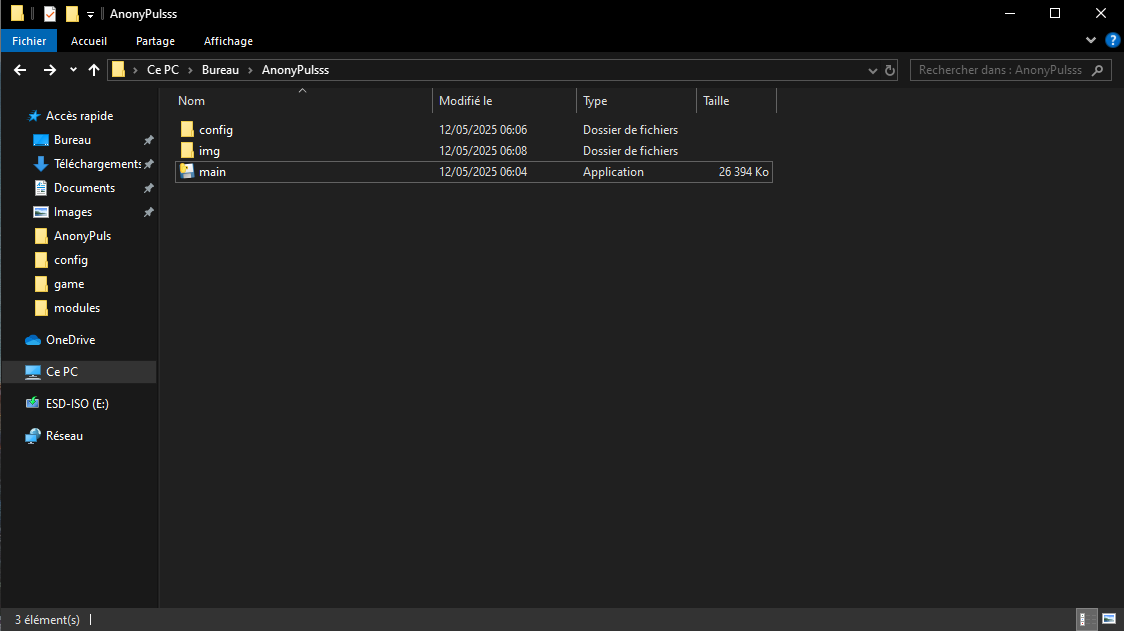 AnonyPulsss
Fichier Accueil Partage Affichage
Ce PC Bureau AnonyPulsss Rechercher dans : AnonyPulsss
Nom Modifié le Type Taille
Accès rapide
Bureau
Téléchargements
Documents
Images
AnonyPuls
config
game
modules
OneDrive
Ce PC
ESD-ISO (E:)
Réseau
config 12/05/2025 06:06 Dossier de fichiers
img 12/05/2025 06:08 Dossier de fichiers
main 12/05/2025 06:04 Application 26 394 Ko
3 élément(s)